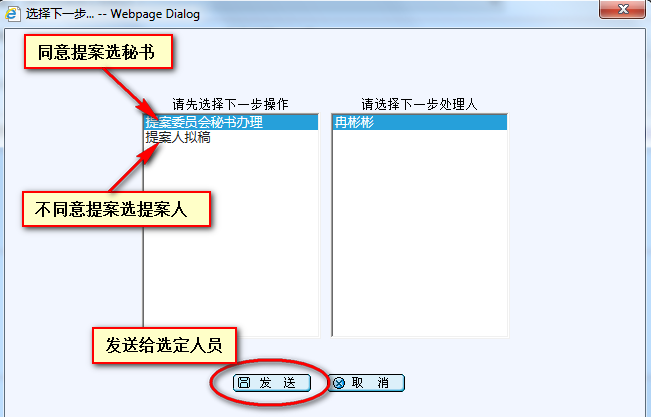 选择下一步... -- Webpage Dialog
同意提案选秘书
请先选择下一步操作
请选择下一步处理人
提案委员会秘书办理
提案人拟稿
冉彬彬
不同意提案选提案人
发送给选定人员
发 送
取 消